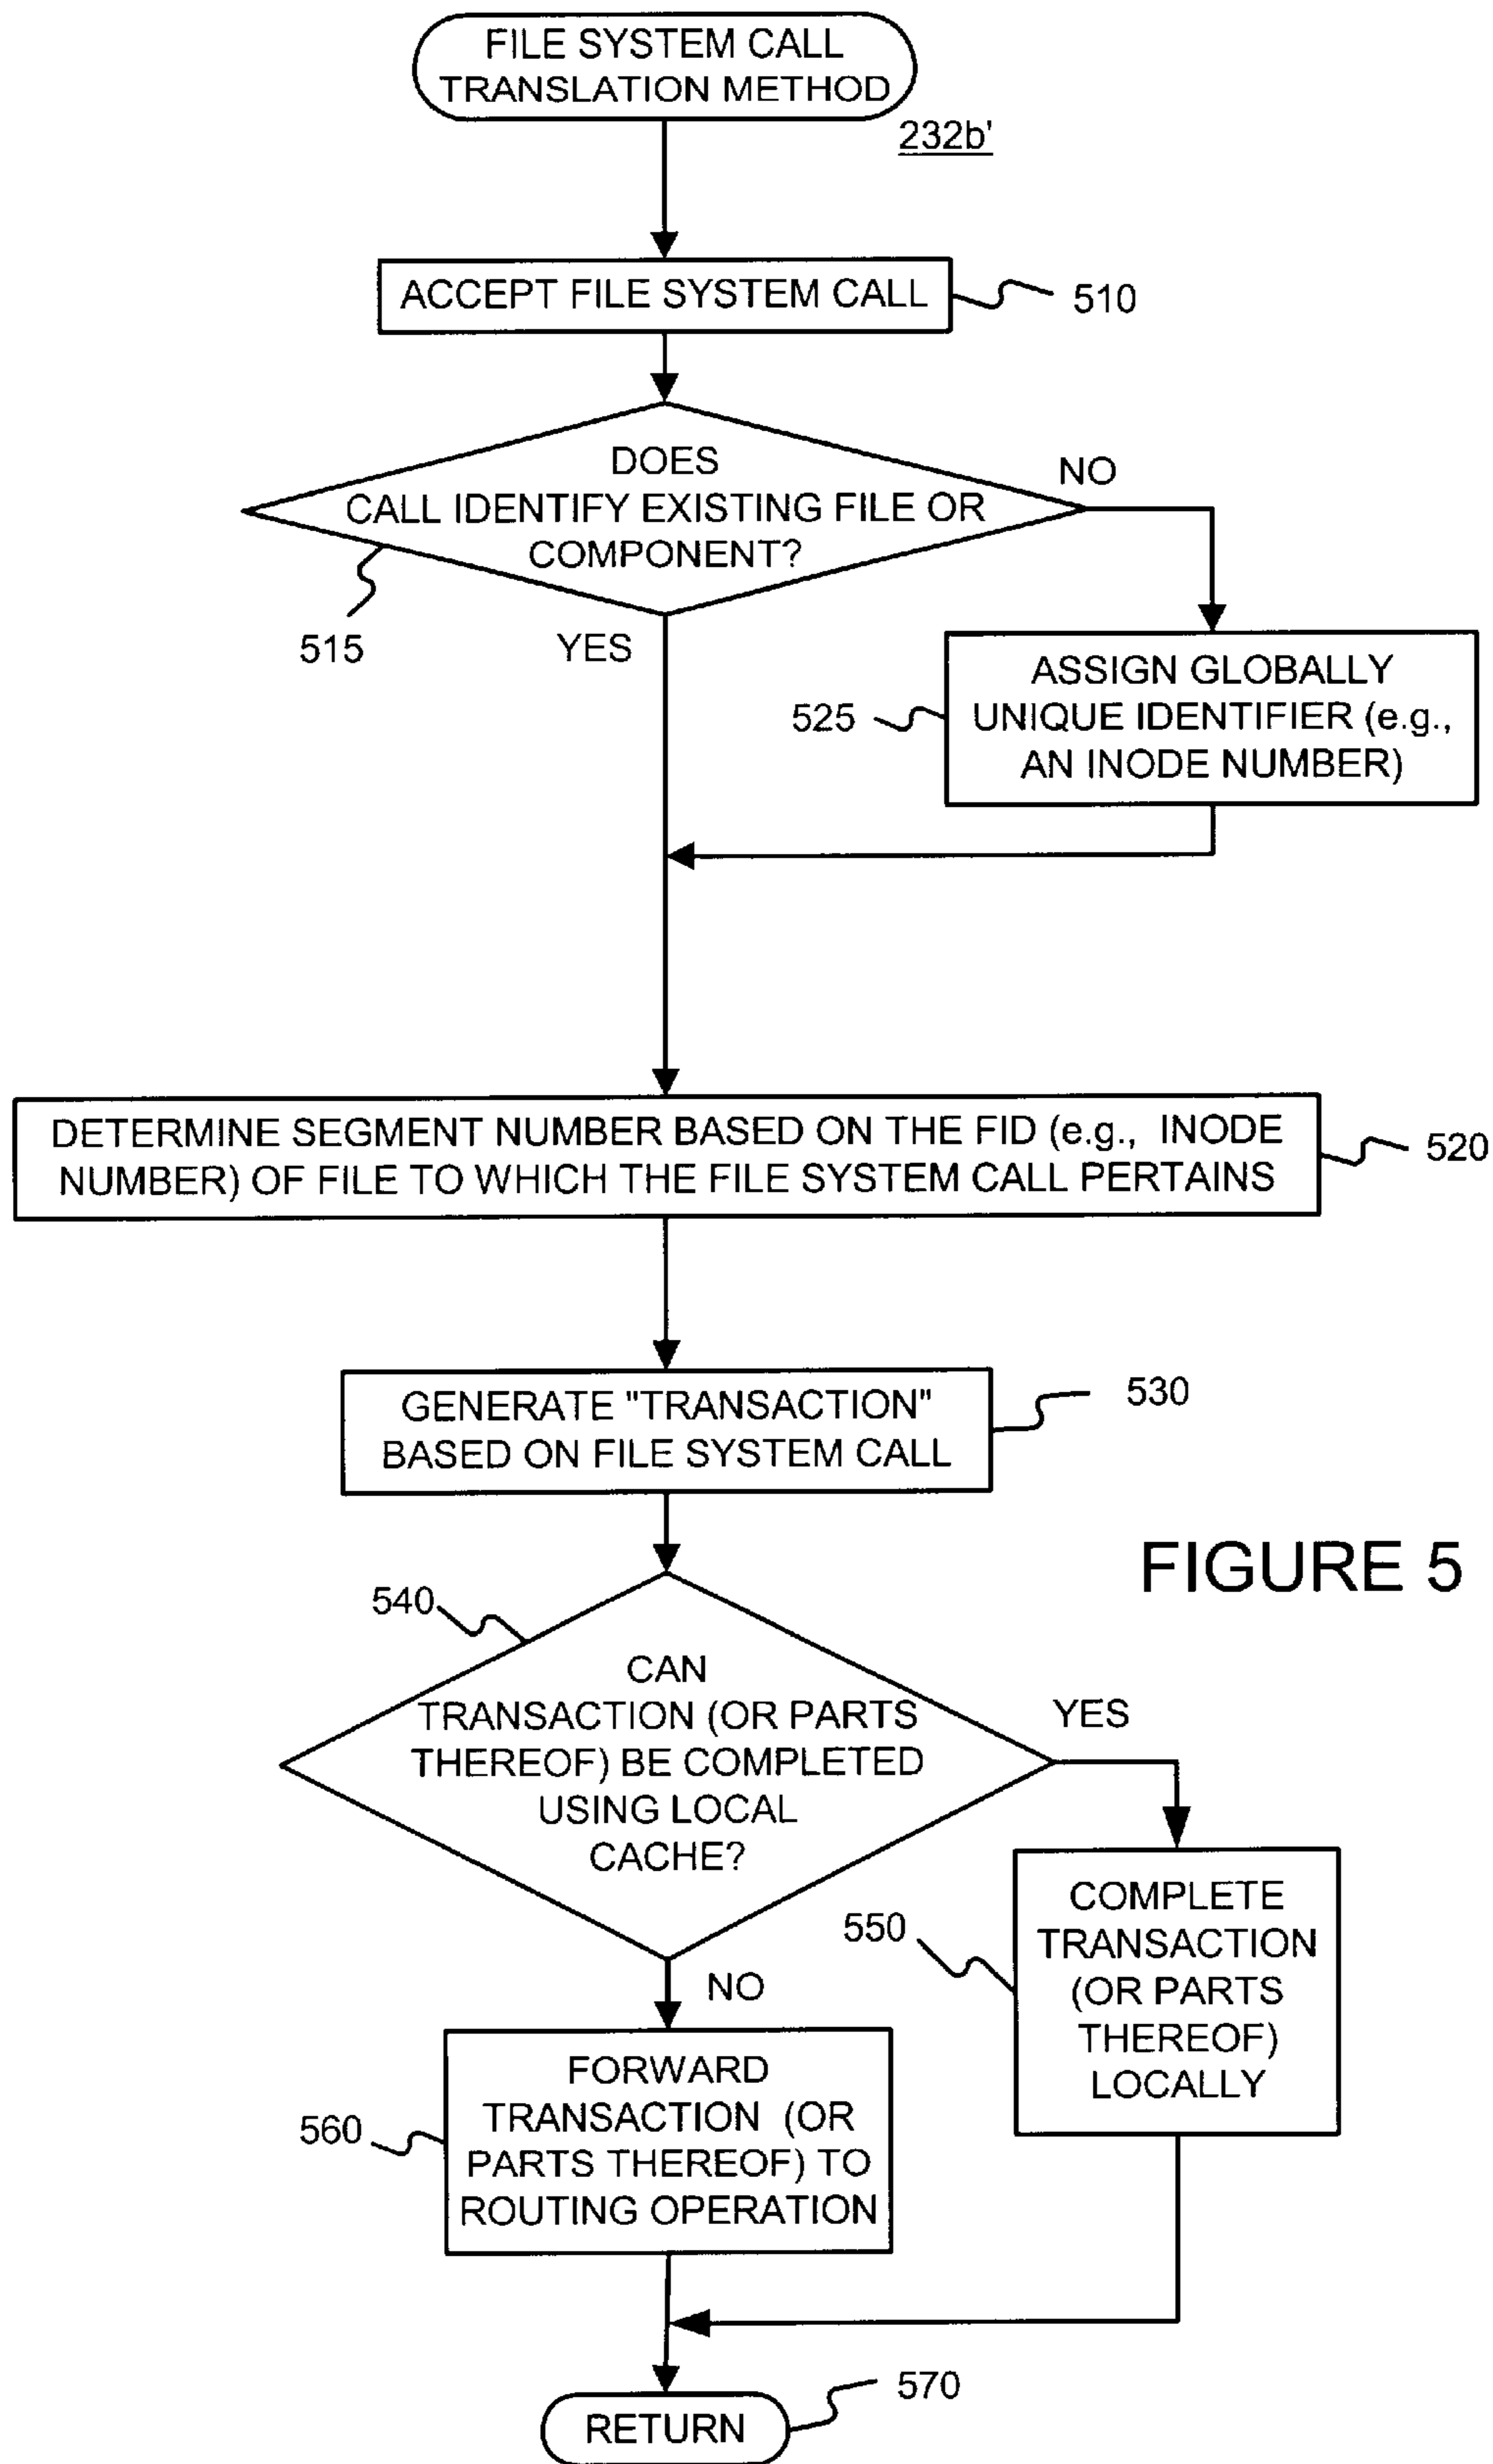 FILE SYSTEM CALL
TRANSLATION METHOD
232b'
ACCEPT FILE SYSTEM CALL
510
DOES
CALL IDENTIFY EXISTING FILE OR
COMPONENT?
NO
515
YES
ASSIGN GLOBALLY
UNIQUE IDENTIFIER (e.g.,
AN INODE NUMBER)
525
DETERMINE SEGMENT NUMBER BASED ON THE FID (e.g., INODE
NUMBER) OF FILE TO WHICH THE FILE SYSTEM CALL PERTAINS
520
GENERATE "TRANSACTION"
BASED ON FILE SYSTEM CALL
530
FIGURE 5
540
CAN
TRANSACTION (OR PARTS
THEREOF) BE COMPLETED
USING LOCAL
CACHE?
YES
COMPLETE
TRANSACTION
(OR PARTS
THEREOF)
LOCALLY
550
NO
FORWARD
TRANSACTION (OR
PARTS THEREOF) TO
ROUTING OPERATION
560
RETURN
570